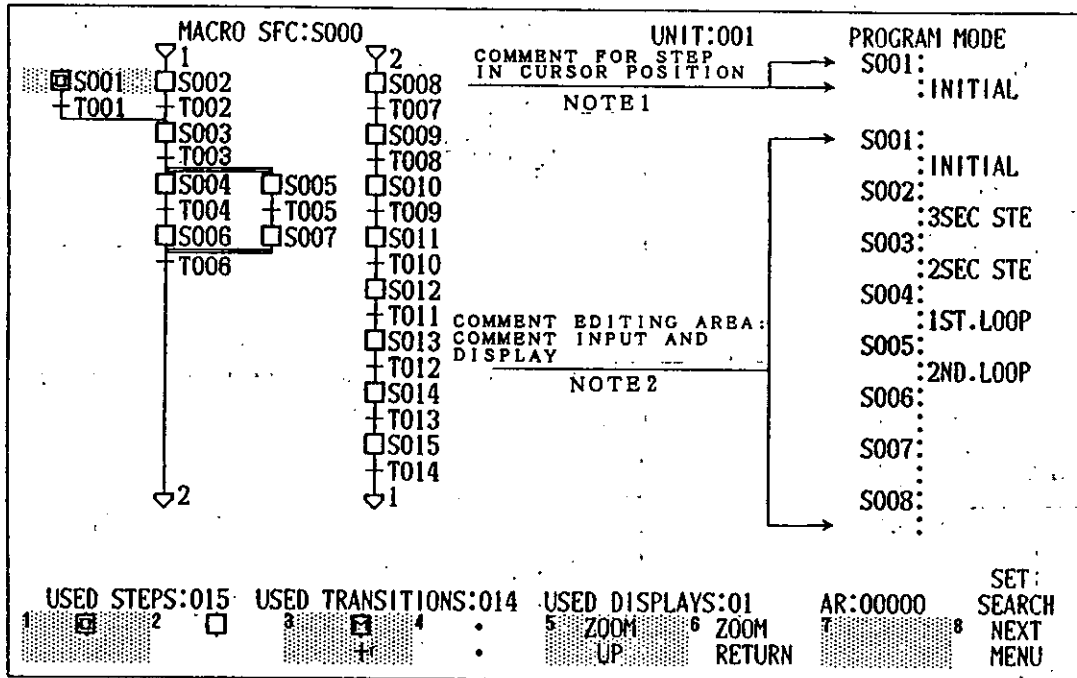 MACRO SFC:S000
UNIT:001
PROGRAM MODE
1
S001
T001
S002
T002
S003
T003
S004
T004
S005
T005
S006
S007
T006
2
2
S008
T007
S009
T008
S010
T009
S011
T010
S012
T011
S013
T012
S014
T013
S015
T014
1
COMMENT FOR STEP
IN CURSOR POSITION
NOTE1
COMMENT EDITING AREA:
COMMENT INPUT AND
DISPLAY
NOTE2
S001:
:INITIAL
S001:
:INITIAL
S002:
:3SEC STE
S003:
:2SEC STE
S004:
:1ST.LOOP
S005:
:2ND.LOOP
S006:
S007:
S008:
USED STEPS:015 USED TRANSITIONS:014 USED DISPLAYS:01 AR:00000
SET:
SEARCH
1
2
3
M
4
5 ZOOM
UP
6 ZOOM
RETURN
7
8 NEXT
MENU